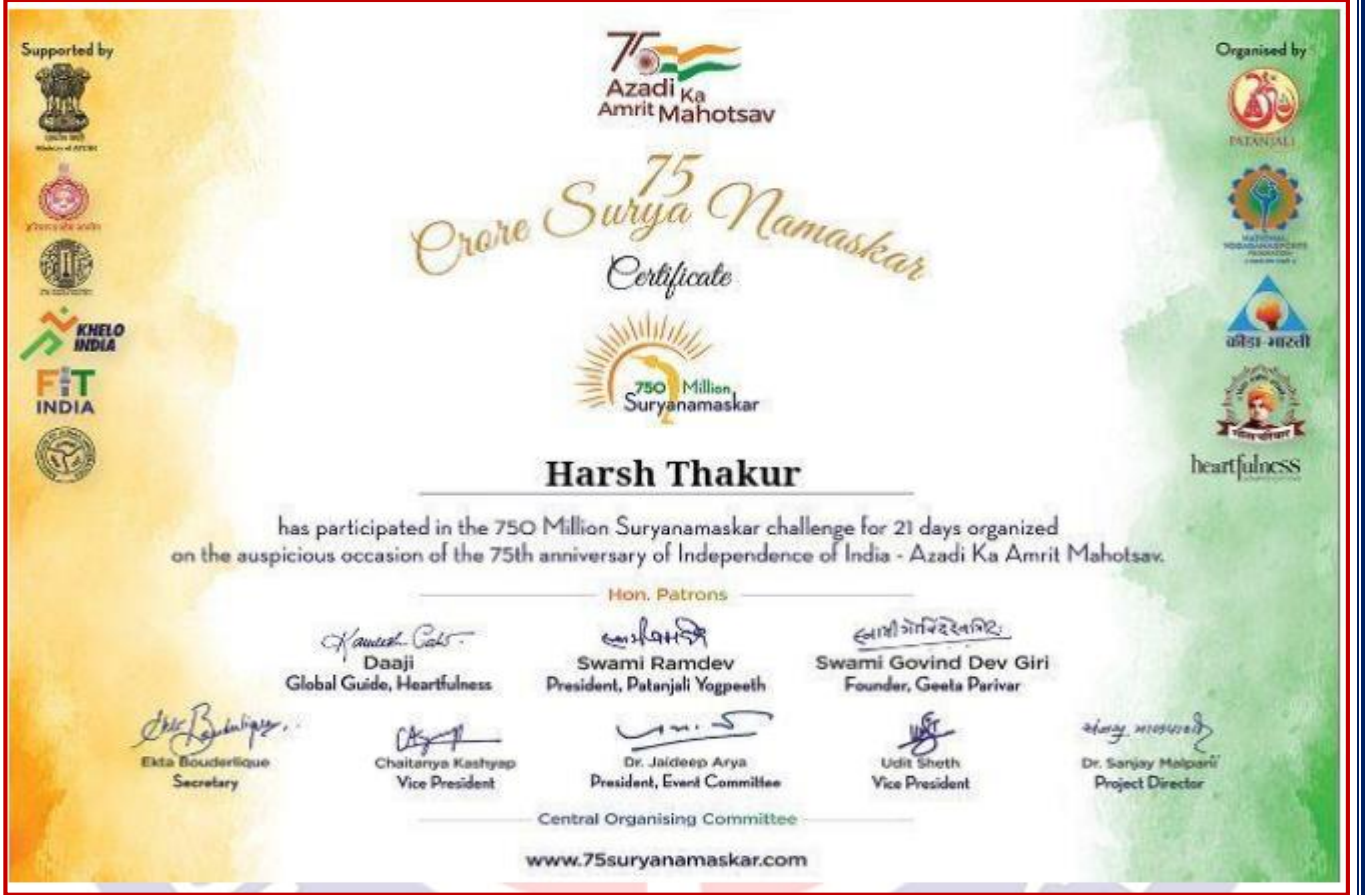 Supported by
Organised by
75
Azadi Ka
Amrit Mahotsav
75
Crore Surya Namaskar
Certificate
750 Million
Suryanamaskar
PATANJALI
KHELO
INDIA
FIT
INDIA
क्रीडा-भारती
गीता परिवार
heartfulness
Harsh Thakur
has participated in the 750 Million Suryanamaskar challenge for 21 days organized
on the auspicious occasion of the 75th anniversary of Independence of India - Azadi Ka Amrit Mahotsav.
Hon. Patrons
Daaji
Global Guide, Heartfulness
Swami Ramdev
President, Patanjali Yogpeeth
Swami Govind Dev Giri
Founder, Geeta Parivar
Ekta Bouderlique
Secretary
Chaitanya Kashyap
Vice President
Dr. Jaideep Arya
President, Event Committee
Udit Sheth
Vice President
Dr. Sanjay Malpani
Project Director
Central Organising Committee
www.75suryanamaskar.com